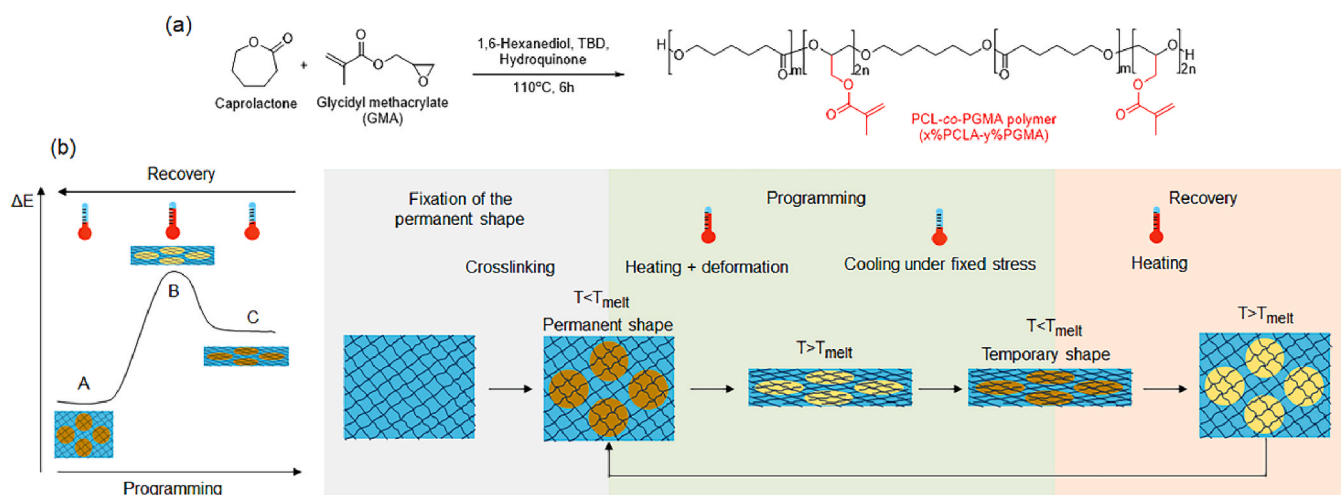 (a)
O
O
+
O
O
O
Caprolactone
Glycidyl methacrylate
(GMA)
1,6-Hexanediol, TBD,
Hydroquinone
110ºC, 6h
H
O
O
m
O
2n
O
O
O
m
O
H
2n
O
O
O
O
PCL-co-PGMA polymer
(x%PCLA-y%PGMA)
(b)
ΔE
Recovery
A
B
C
Programming
Fixation of the
permanent shape
Crosslinking
Programming
Heating + deformation
Cooling under fixed stress
Recovery
Heating
T<Tmelt
Permanent shape
T>Tmelt
T<Tmelt
Temporary shape
T>Tmelt